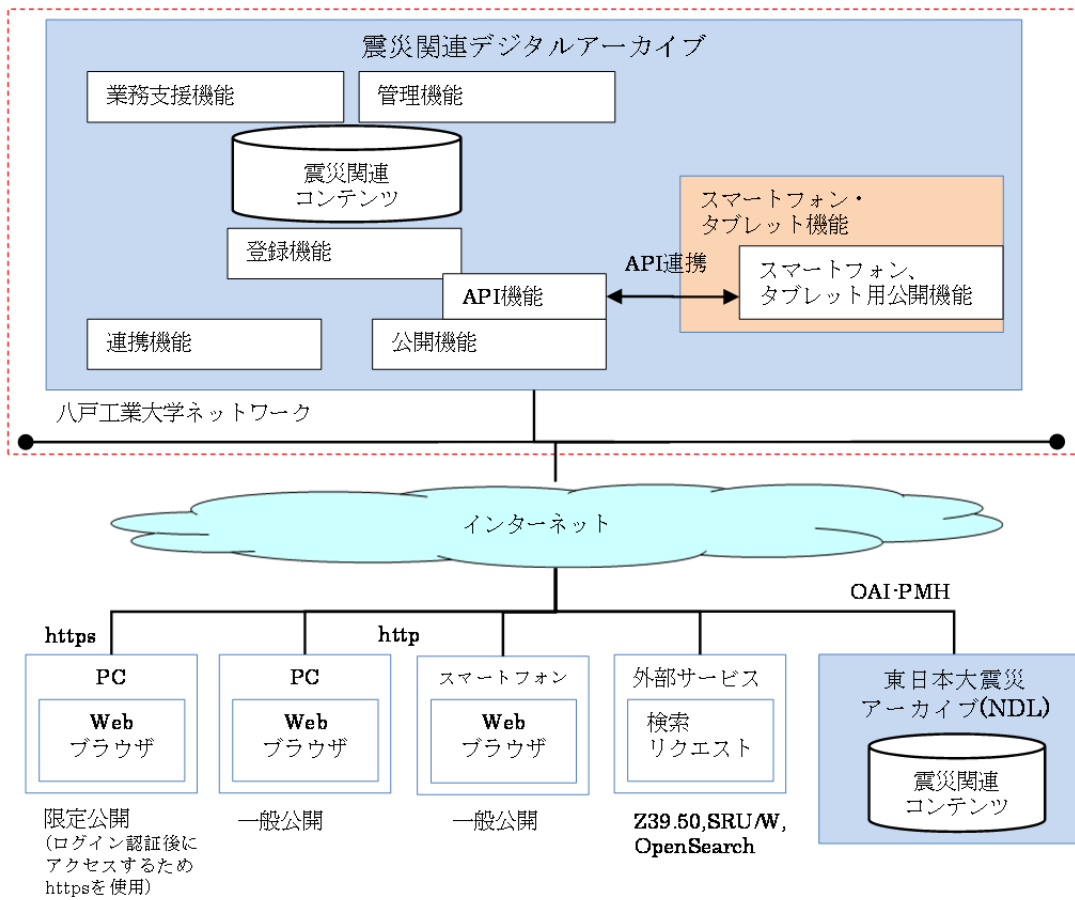 震災関連デジタルアーカイブ
業務支援機能
管理機能
震災関連
コンテンツ
スマートフォン・
タブレット機能
登録機能
API連携
API機能
スマートフォン、
タブレット用公開機能
連携機能
公開機能
八戸工業大学ネットワーク
インターネット
OAI-PMH
https
http
PC
Web
ブラウザ
限定公開
(ログイン認証後に
アクセスするため
httpsを使用)
PC
Web
ブラウザ
一般公開
スマートフォン
Web
ブラウザ
一般公開
外部サービス
検索
リクエスト
Z39.50,SRU/W,
OpenSearch
東日本大震災
アーカイブ(NDL)
震災関連
コンテンツ